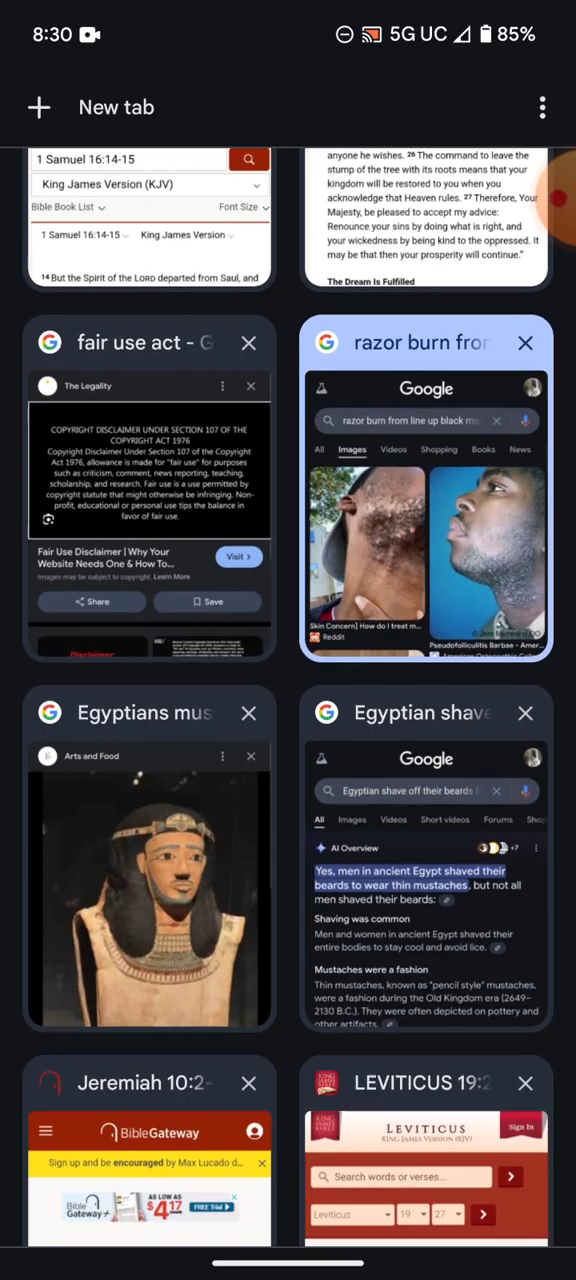 8:30
5G UC
85%
New tab
1 Samuel 16:14-15
King James Version (KJV)
Bible Book List
Font Size
1 Samuel 16:14-15
King James Version
14 But the Spirit of the LORD departed from Saul, and
anyone he wishes. 26 The command to leave the
stump of the tree with its roots means that your
kingdom will be restored to you when you
acknowledge that Heaven rules. 27 Therefore, Your
Majesty, be pleased to accept my advice:
Renounce your sins by doing what is right, and
your wickedness by being kind to the oppressed. It
may be that then your prosperity will continue."
The Dream Is Fulfilled
fair use act - G
The Legality
COPYRIGHT DISCLAIMER UNDER SECTION 107 OF THE
COPYRIGHT ACT 1976
Copyright Disclaimer Under Section 107 of the Copyright
Act 1976, allowance is made for "fair use" for purposes
such as criticism, comment, news reporting, teaching,
scholarship, and research. Fair use is a use permitted by
copyright statute that might otherwise be infringing. Non-
profit, educational or personal use tips the balance in
favor of fair use.
Fair Use Disclaimer | Why Your
Website Needs One & How To...
Visit >
Images may be subject to copyright. Learn More
Share
Save
Disclaimer:
razor burn from
Google
razor burn from line up black
All Images Videos Shopping Books News
Skin Concern] How do I treat m...
Reddit
Pseudofolliculitis Barbae - Amer...
Egyptians mus
Arts and Food
Egyptian shave
Google
Egyptian shave off their beards
All Images Videos Short videos Forums Sho
AI Overview
+7
Yes, men in ancient Egypt shaved their
beards to wear thin mustaches, but not all
men shaved their beards:
Shaving was common
Men and women in ancient Egypt shaved their
entire bodies to stay cool and avoid lice.
Mustaches were a fashion
Thin mustaches, known as "pencil style" mustaches,
were a fashion during the Old Kingdom era (2649–
2130 B.C.). They were often depicted on pottery and
other artifacts.
Jeremiah 10:2-
BibleGateway
Sign up and be encouraged by Max Lucado d...
Bible
Gateway+
AS LOW AS
$4.17
FREE Trial
LEVITICUS 19:2
KING JAMES BIBLE
LEVITICUS
KING JAMES VERSION (KJV)
Sign In
Search words or verses...
Leviticus
19
27